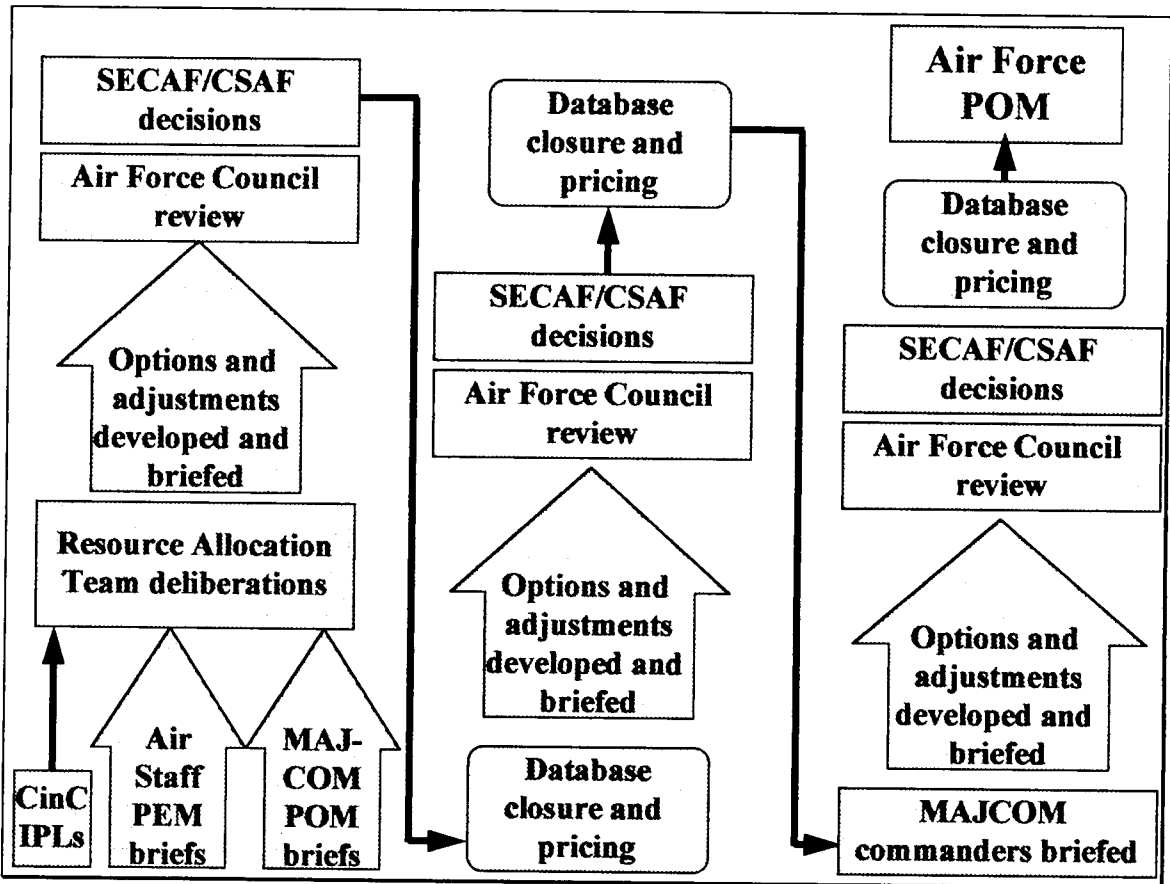 SECAF/CSAF
decisions
Air Force Council
review
Options and
adjustments
developed and
briefed
Resource Allocation
Team deliberations
CinC
IPLs
Air
Staff
PEM
briefs
MAJ-
COM
POM
briefs
Database
closure and
pricing
SECAF/CSAF
decisions
Air Force Council
review
Options and
adjustments
developed and
briefed
Database
closure and
pricing
Air Force
POM
Database
closure and
pricing
SECAF/CSAF
decisions
Air Force Council
review
Options and
adjustments
developed and
briefed
MAJCOM
commanders briefed